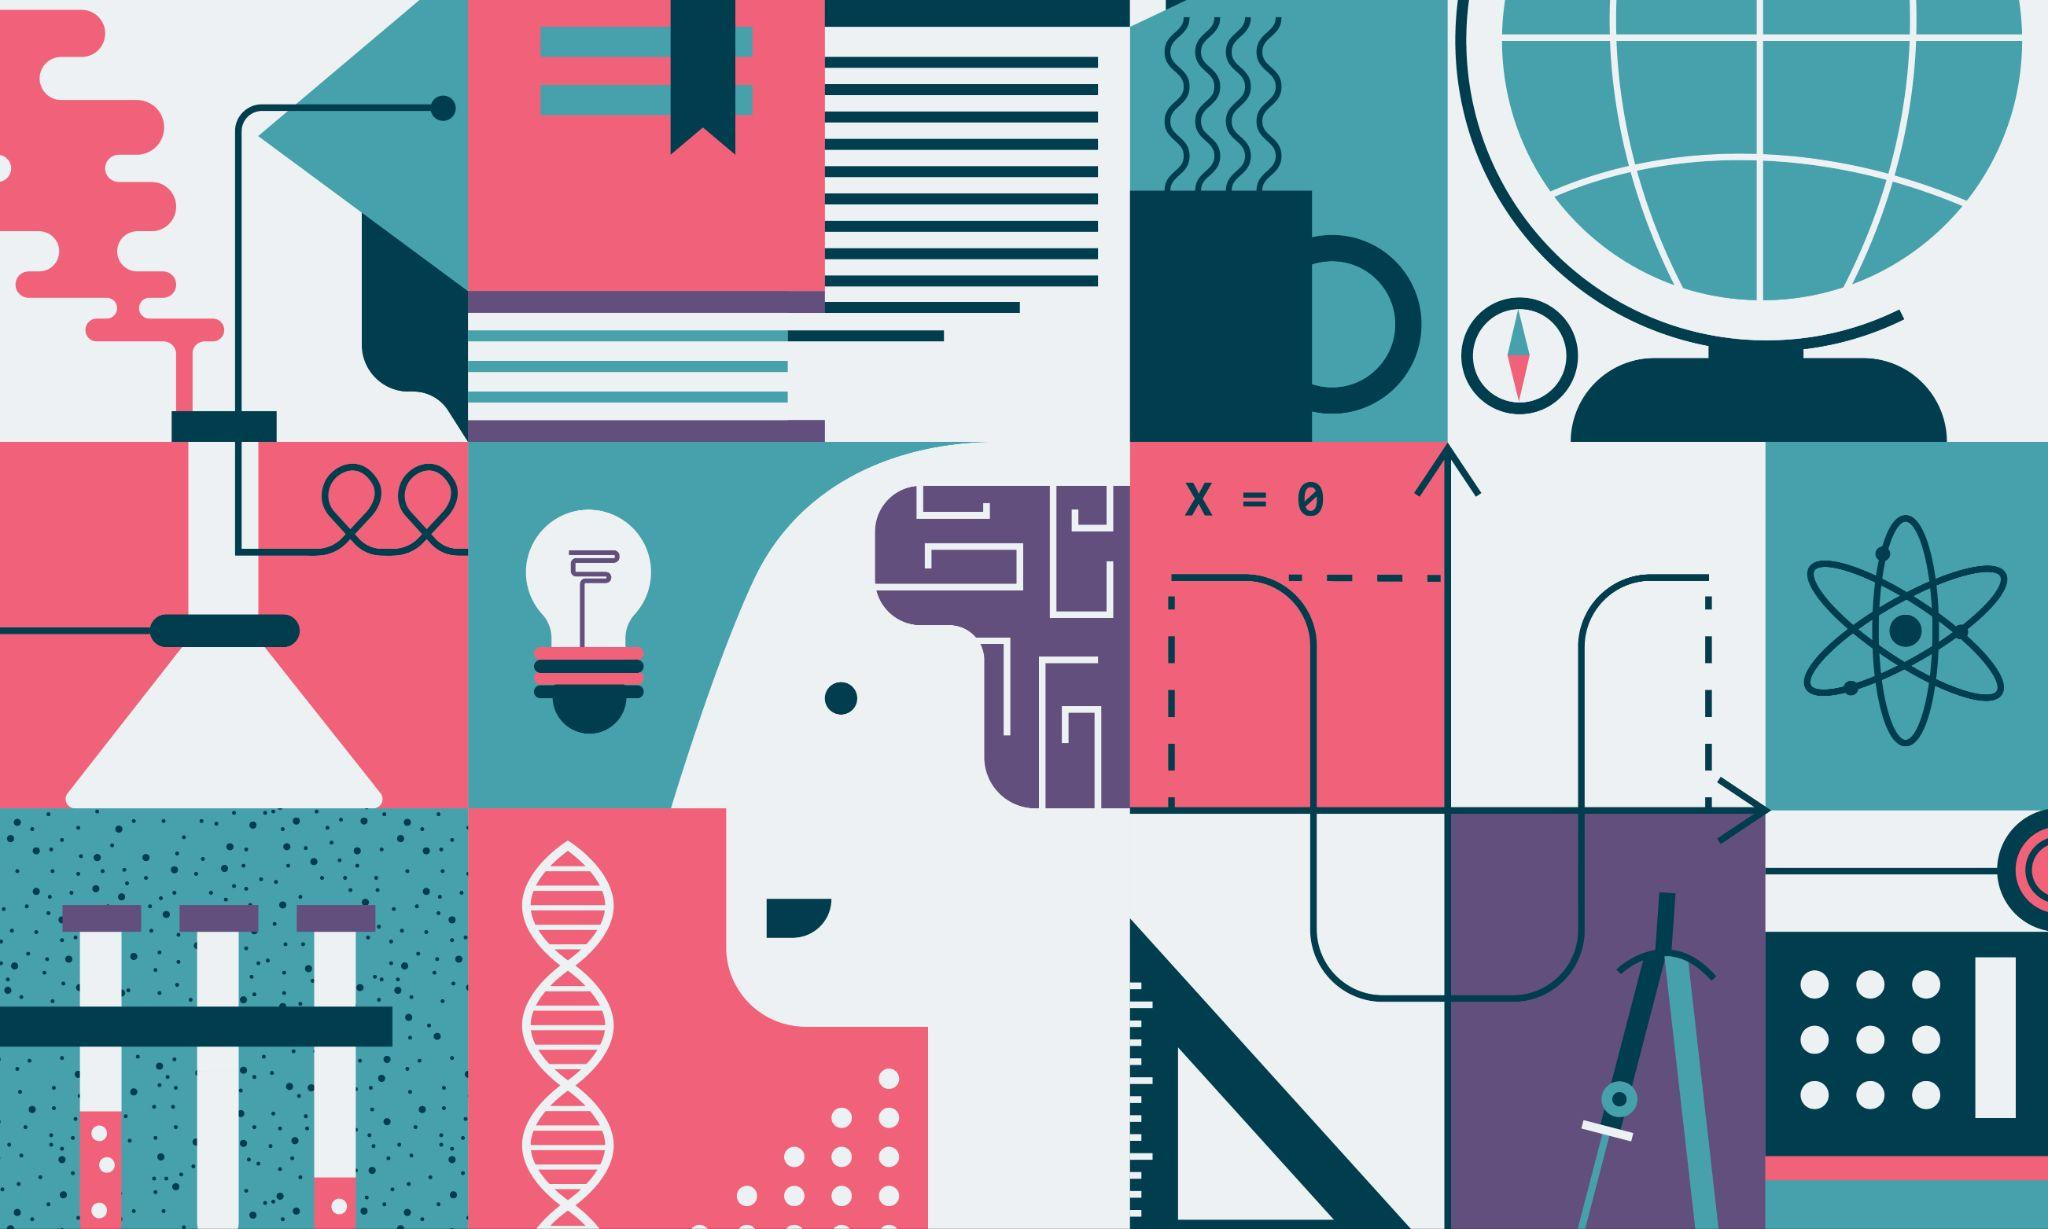 X = 0